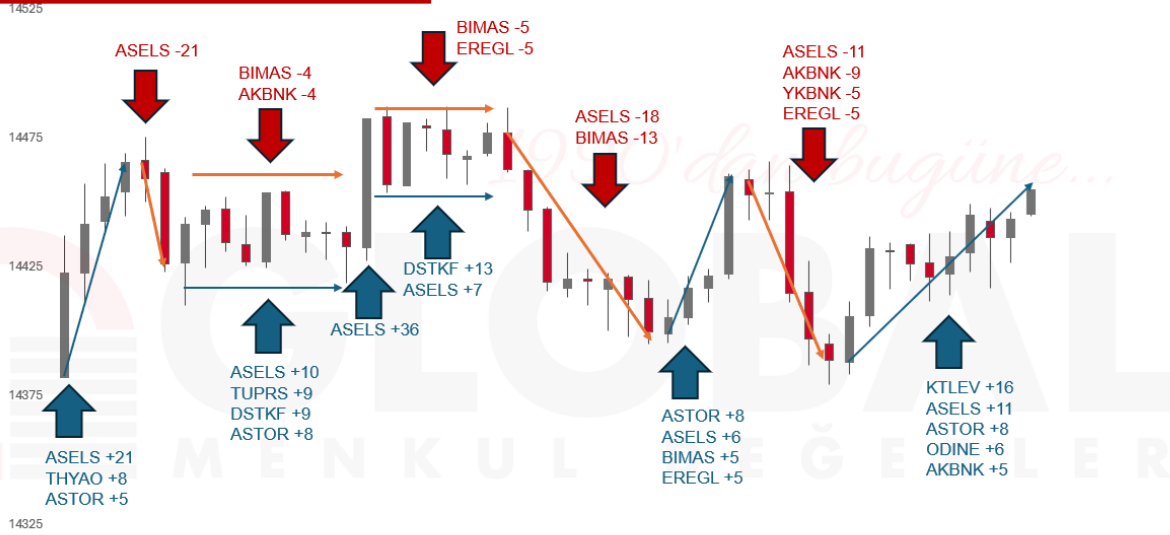 14525
BIMAS -5
EREGL -5
ASELS -21
ASELS -11
AKBNK -9
YKBNK -5
EREGL -5
BIMAS -4
AKBNK -4
ASELS -18
BIMAS -13
14475
1990'dan bugüne...
14425
DSTKF +13
ASELS +7
GLOBAL
ASELS +36
ASELS +10
TUPRS +9
DSTKF +9
ASTOR +8
14375
KTLEV +16
ASELS +11
ASTOR +8
ODINE +6
AKBNK +5
ASTOR +8
ASELS +6
BIMAS +5
EREGL +5
MENKUL DEĞERLER
ASELS +21
THYAO +8
ASTOR +5
14325